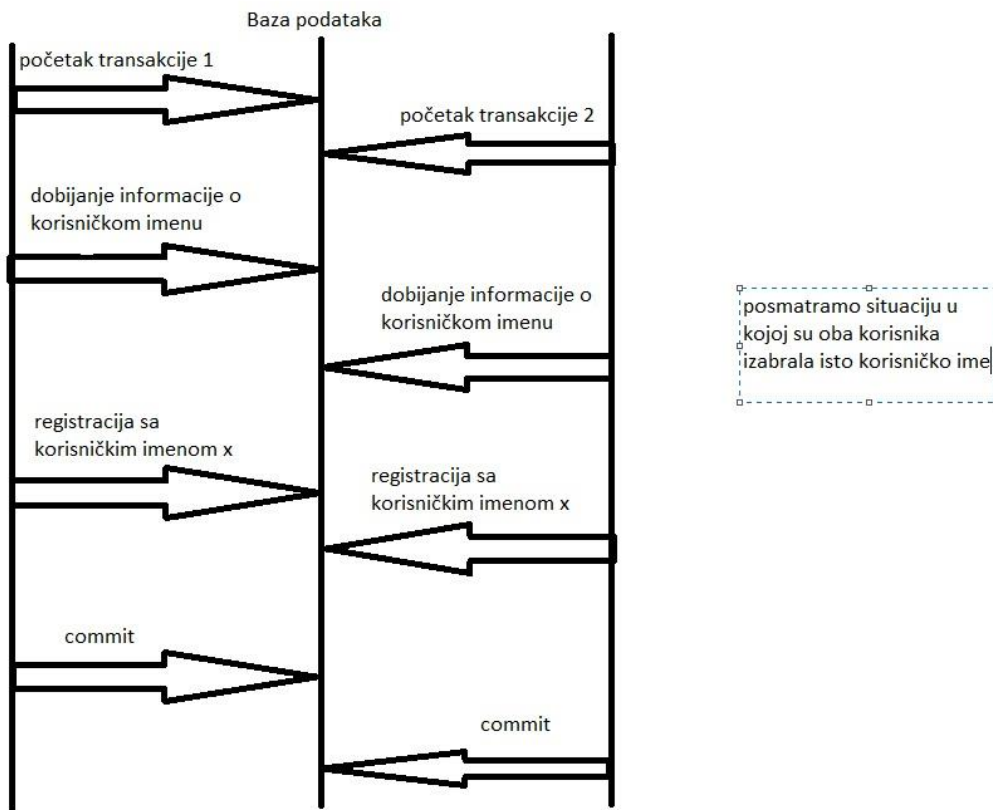 Baza podataka
početak transakcije 1
početak transakcije 2
dobijanje informacije o
korisničkom imenu
dobijanje informacije o
korisničkom imenu
posmatramo situaciju u
kojoj su oba korisnika
izabrala isto korisničko ime
registracija sa
korisničkim imenom x
registracija sa
korisničkim imenom x
commit
commit